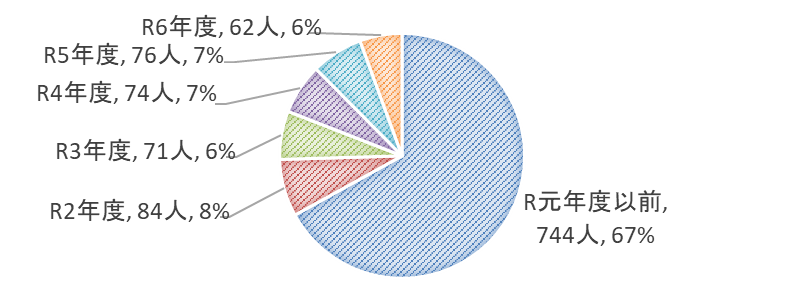 R6年度, 62人, 6%
R5年度, 76人, 7%
R4年度, 74人, 7%
R3年度, 71人, 6%
R2年度, 84人, 8%
R元年度以前,
744人, 67%